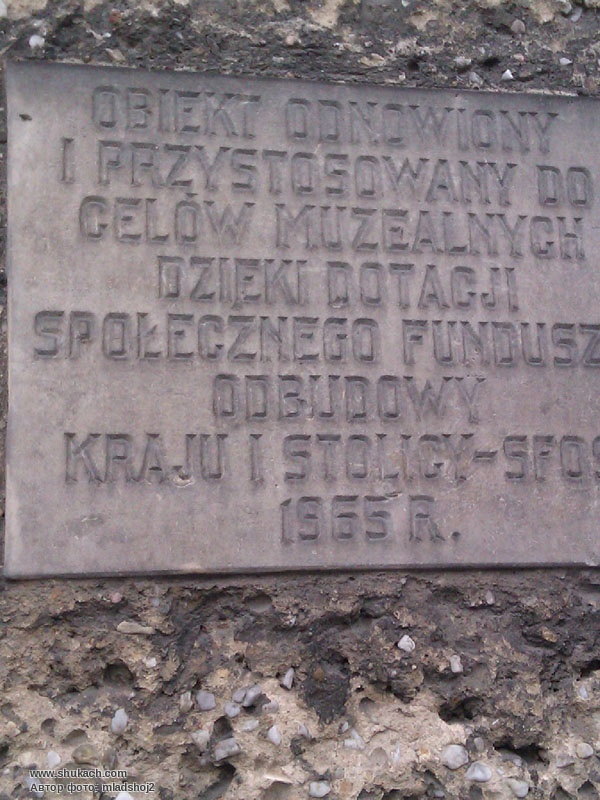 OBIEKT ODNOWIONY
I PRZYSTOSOWANY DO
CELÓW MUZEALNYCH
DZIĘKI DOTACJI
SPOŁECZNEGO FUNDUSZ
ODBUDOWY
KRAJU I STOLICY-SFOS
1965 R.
www.shukach.com
Автор фото: mladshoj2